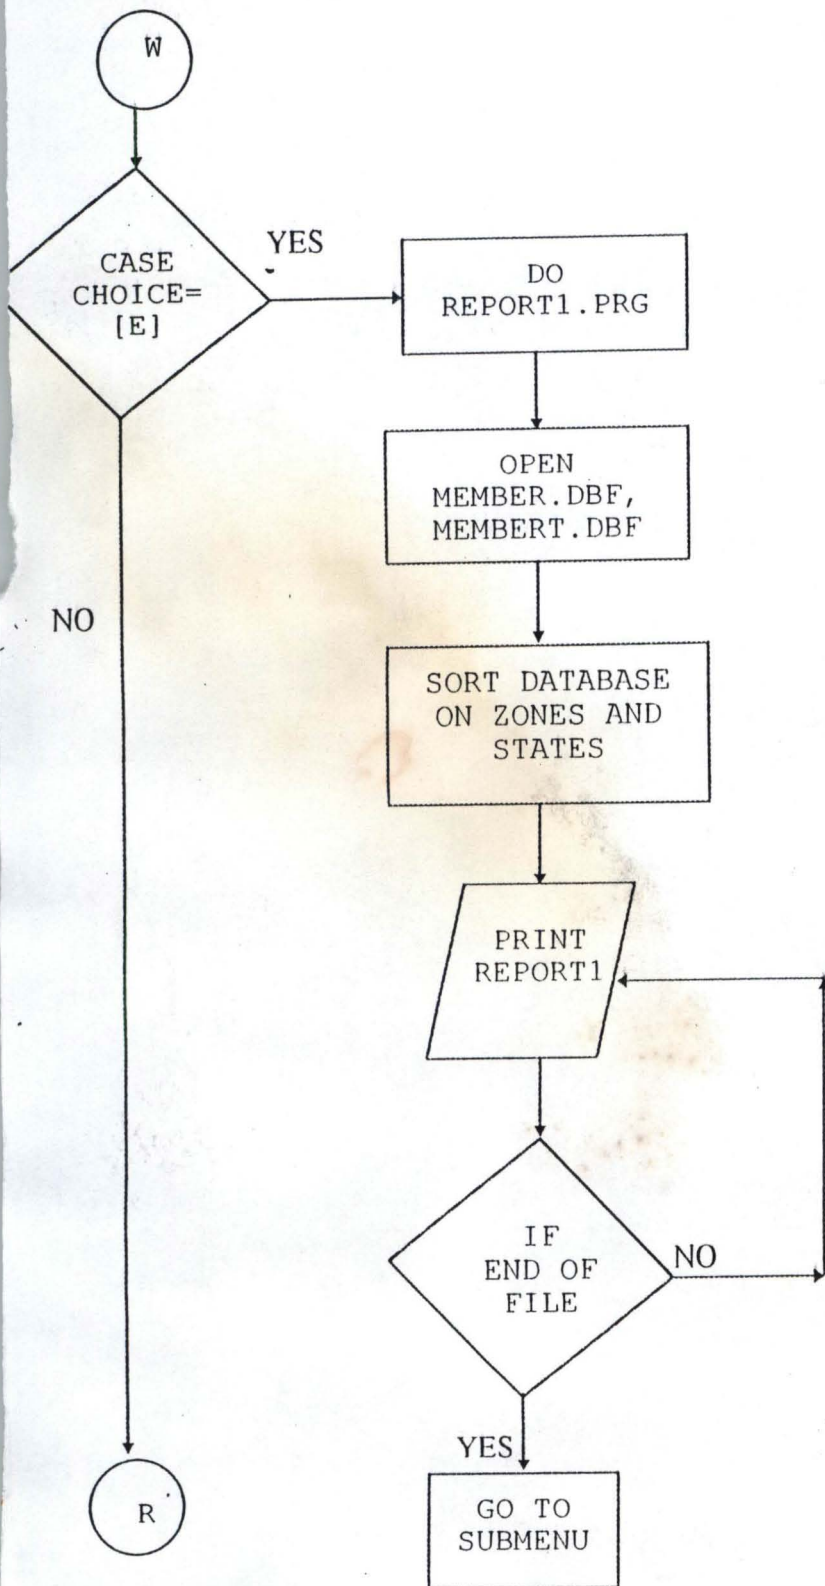 W
CASE
CHOICE=
[E]
YES
DO
REPORT1.PRG
OPEN
MEMBER.DBF,
MEMBERT.DBF
NO
SORT DATABASE
ON ZONES AND
STATES
PRINT
REPORT1
IF
END OF
FILE
NO
YES
R
GO TO
SUBMENU